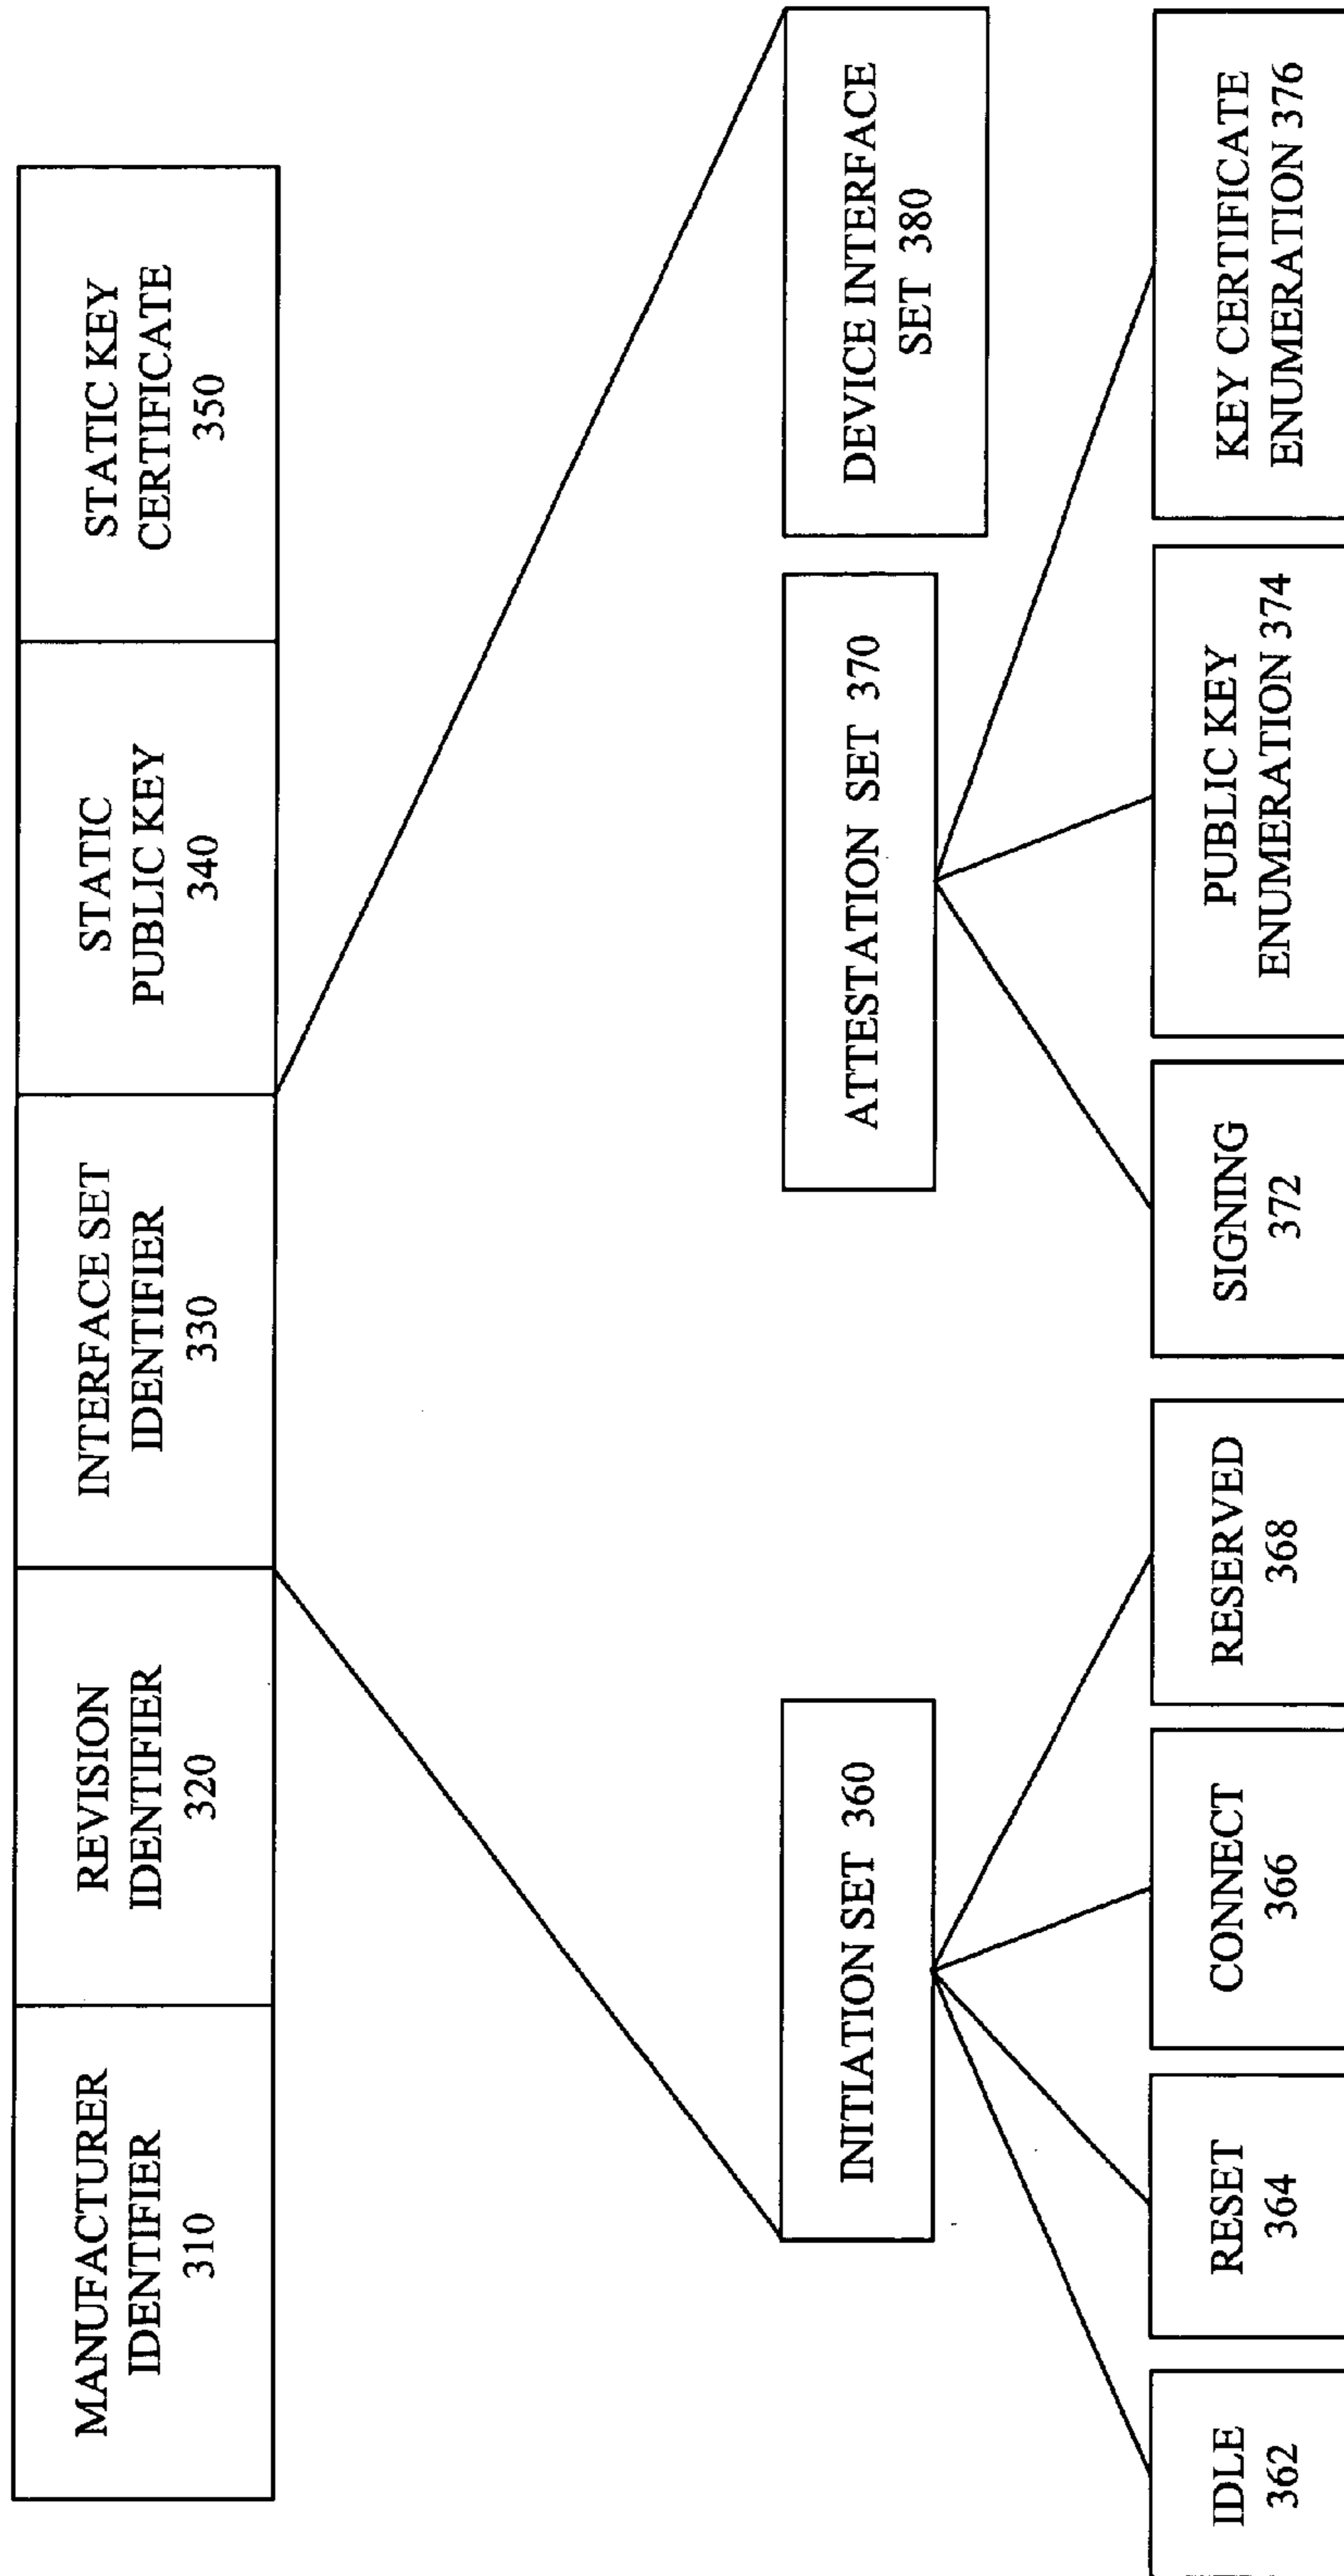 MANUFACTURER
IDENTIFIER
310
REVISION
IDENTIFIER
320
INTERFACE SET
IDENTIFIER
330
STATIC
PUBLIC KEY
340
STATIC KEY
CERTIFICATE
350
INITIATION SET 360
ATTESTATION SET 370
DEVICE INTERFACE
SET 380
IDLE
362
RESET
364
CONNECT
366
RESERVED
368
SIGNING
372
PUBLIC KEY
ENUMERATION 374
KEY CERTIFICATE
ENUMERATION 376